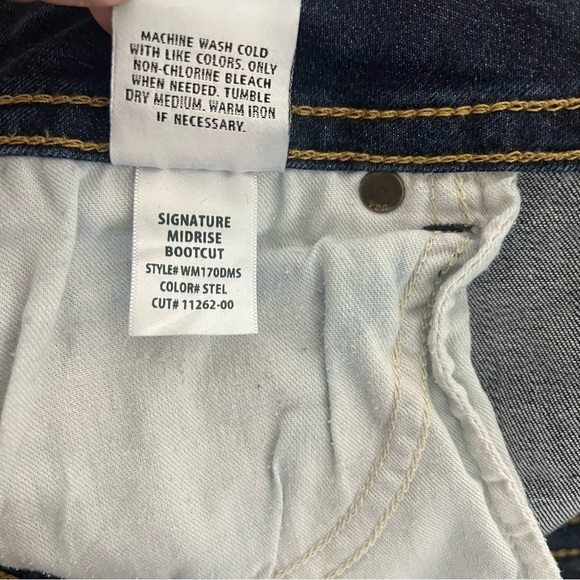 MACHINE WASH COLD
WITH LIKE COLORS. ONLY
NON-CHLORINE BLEACH
WHEN NEEDED. TUMBLE
DRY MEDIUM. WARM IRON
IF NECESSARY.
SIGNATURE
MIDRISE
BOOTCUT
STYLE# WM170DMS
COLOR# STEL
CUT# 11262-00